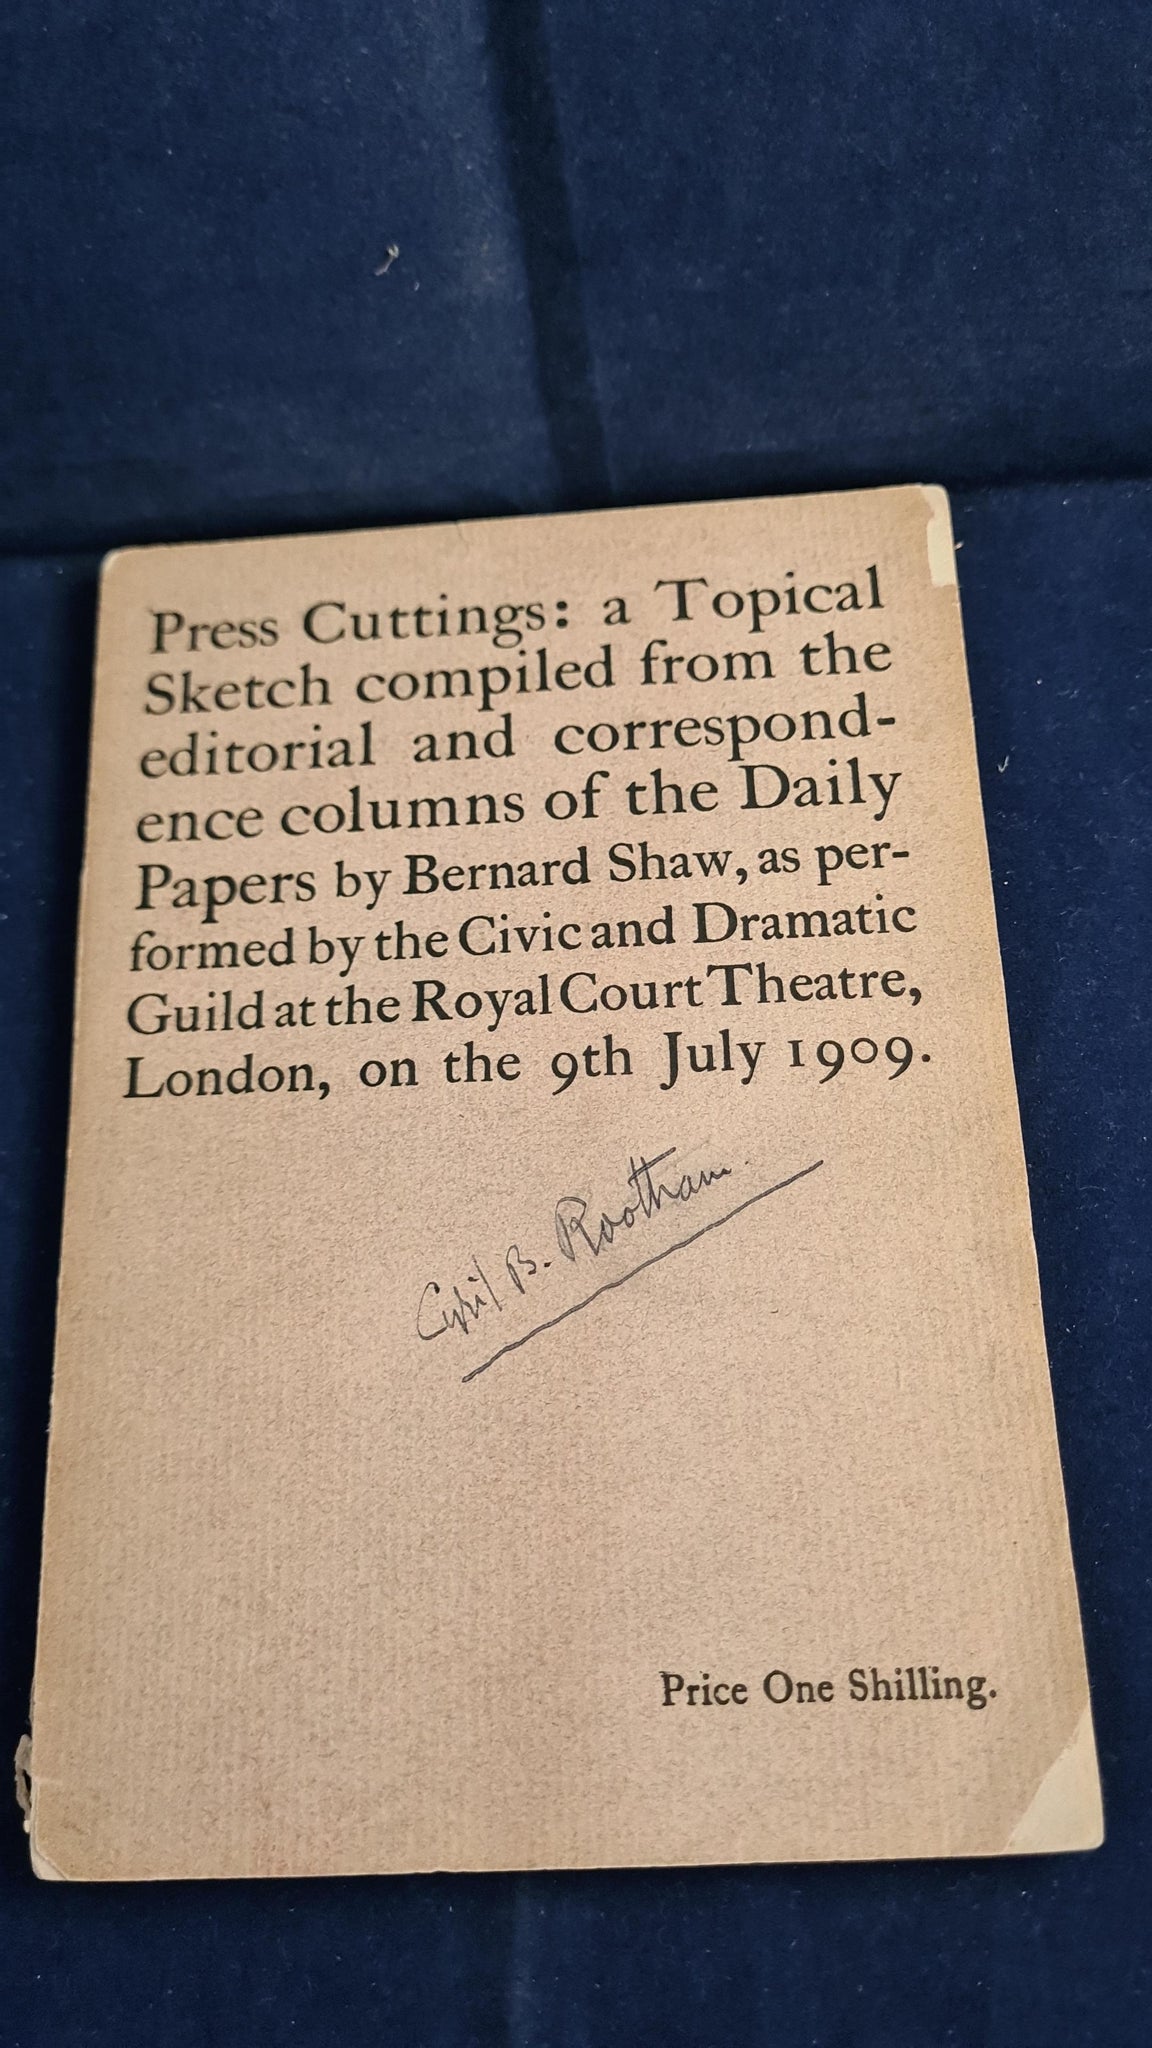 Press Cuttings: a Topical
Sketch compiled from the
editorial and correspond-
ence columns of the Daily
Papers by Bernard Shaw, as per-
formed by the Civic and Dramatic
Guild at the Royal Court Theatre,
London, on the 9th July 1909.
Cyril B. Rootham.
Price One Shilling.